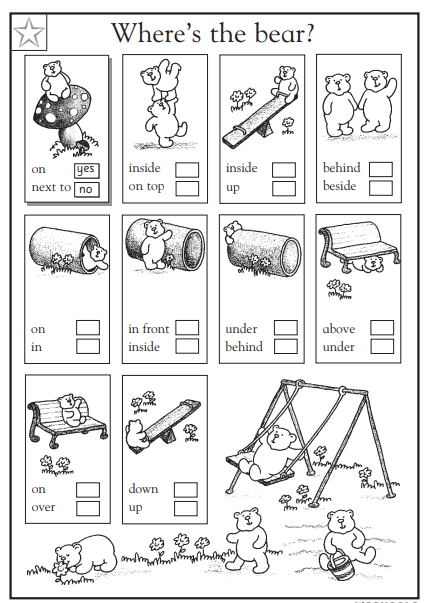 Where's the bear?
on yes
next to no
inside
on top
inside
up
behind
beside
on
in
in front
inside
under
behind
above
under
on
over
down
up